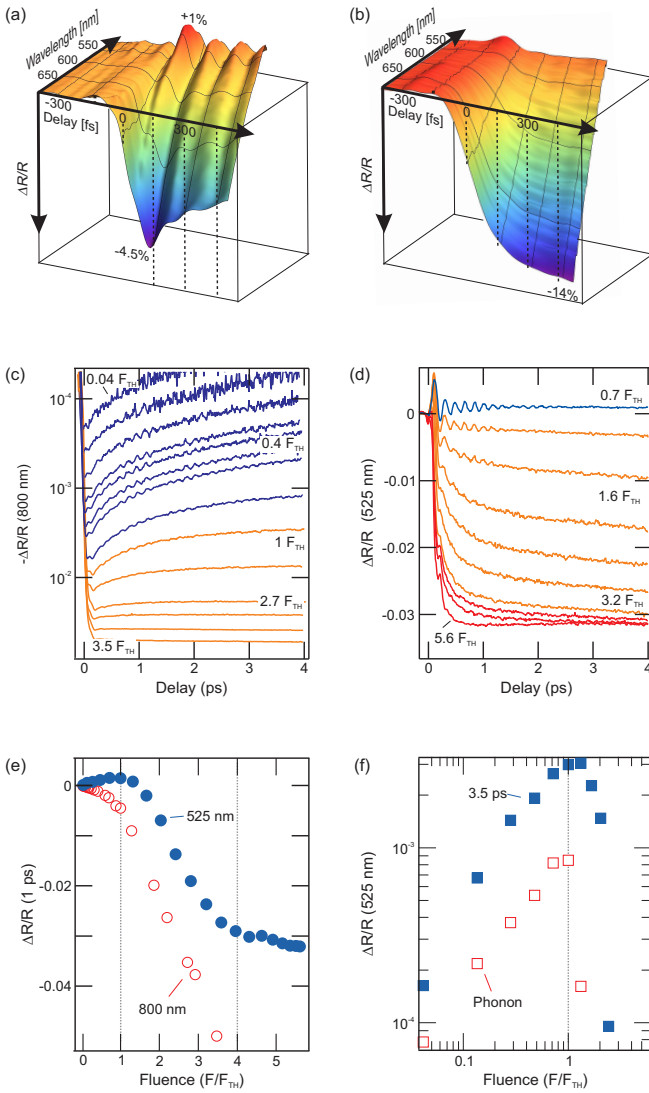 (a)
+1%
Wavelength [nm]
550
600
650
-300
Delay [fs]
0
300
ΔR/R
-4.5%
(b)
Wavelength [nm]
550
600
650
-300
Delay [fs]
0
300
ΔR/R
-14%
(c)
0.04 F_TH
10^-4
0.4 F_TH
10^-3
1 F_TH
10^-2
2.7 F_TH
3.5 F_TH
-ΔR/R (800 nm)
0 1 2 3 4
Delay (ps)
(d)
0.7 F_TH
0
-0.01
1.6 F_TH
-0.02
3.2 F_TH
-0.03
5.6 F_TH
ΔR/R (525 nm)
0 1 2 3 4
Delay (ps)
(e)
0
525 nm
-0.02
-0.04
800 nm
ΔR/R (1 ps)
0 1 2 3 4 5
Fluence (F/F_TH)
(f)
3.5 ps
10^-3
Phonon
10^-4
ΔR/R (525 nm)
0.1 1
Fluence (F/F_TH)